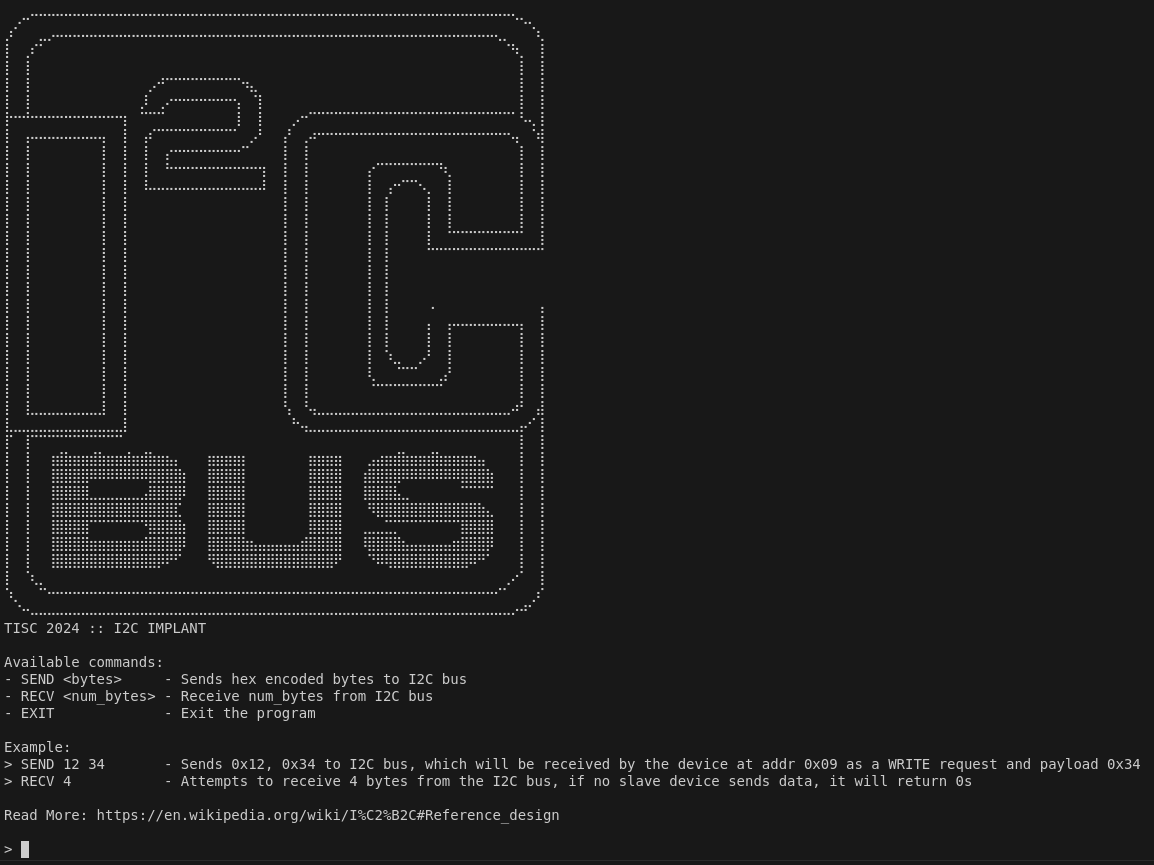 I²C
BUS
TISC 2024 :: I2C IMPLANT
Available commands:
- SEND <bytes>     - Sends hex encoded bytes to I2C bus
- RECV <num_bytes> - Receive num_bytes from I2C bus
- EXIT             - Exit the program
Example:
> SEND 12 34       - Sends 0x12, 0x34 to I2C bus, which will be received by the device at addr 0x09 as a WRITE request and payload 0x34
> RECV 4           - Attempts to receive 4 bytes from the I2C bus, if no slave device sends data, it will return 0s
Read More: https://en.wikipedia.org/wiki/I%C2%B2C#Reference_design
>